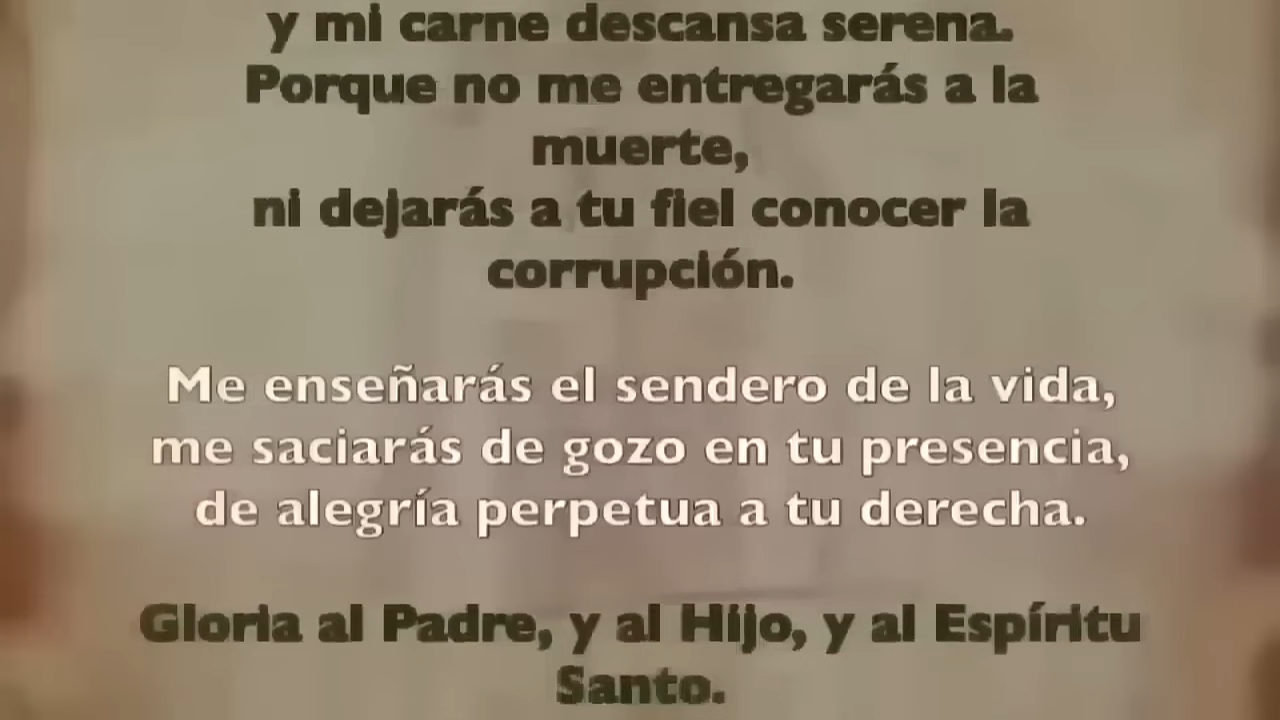 y mi carne descansa serena.
Porque no me entregarás a la
muerte,
ni dejarás a tu fiel conocer la
corrupción.
Me enseñarás el sendero de la vida,
me saciarás de gozo en tu presencia,
de alegría perpetua a tu derecha.
Gloria al Padre, y al Hijo, y al Espíritu
Santo.